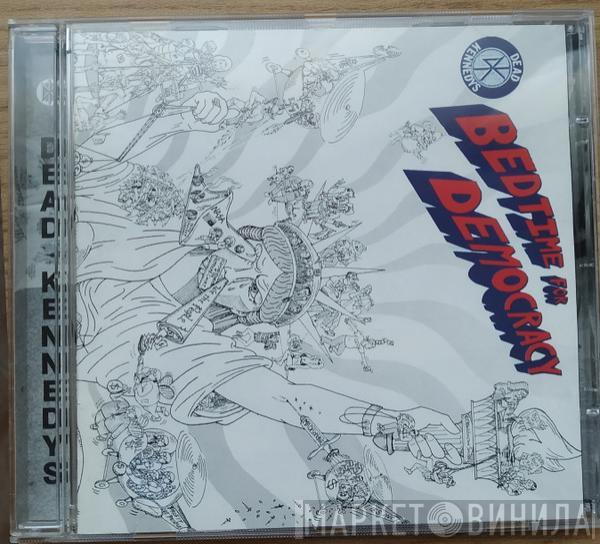 DEAD KENNEDYS
DEAD
KENNEDYS
BEDTIME FOR
DEMOCRACY
МАРКЕТ ВИНИЛА